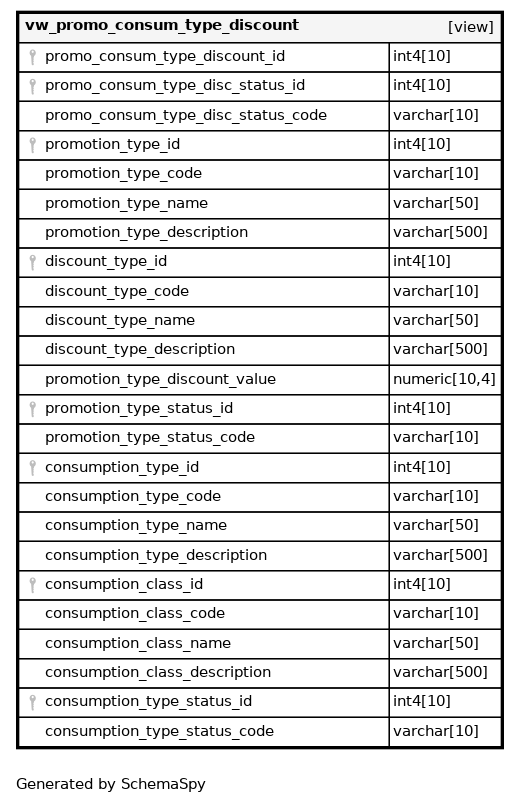 vw_promo_consum_type_discount [view]
promo_consum_type_discount_id int4[10]
promo_consum_type_disc_status_id int4[10]
promo_consum_type_disc_status_code varchar[10]
promotion_type_id int4[10]
promotion_type_code varchar[10]
promotion_type_name varchar[50]
promotion_type_description varchar[500]
discount_type_id int4[10]
discount_type_code varchar[10]
discount_type_name varchar[50]
discount_type_description varchar[500]
promotion_type_discount_value numeric[10,4]
promotion_type_status_id int4[10]
promotion_type_status_code varchar[10]
consumption_type_id int4[10]
consumption_type_code varchar[10]
consumption_type_name varchar[50]
consumption_type_description varchar[500]
consumption_class_id int4[10]
consumption_class_code varchar[10]
consumption_class_name varchar[50]
consumption_class_description varchar[500]
consumption_type_status_id int4[10]
consumption_type_status_code varchar[10]
Generated by SchemaSpy